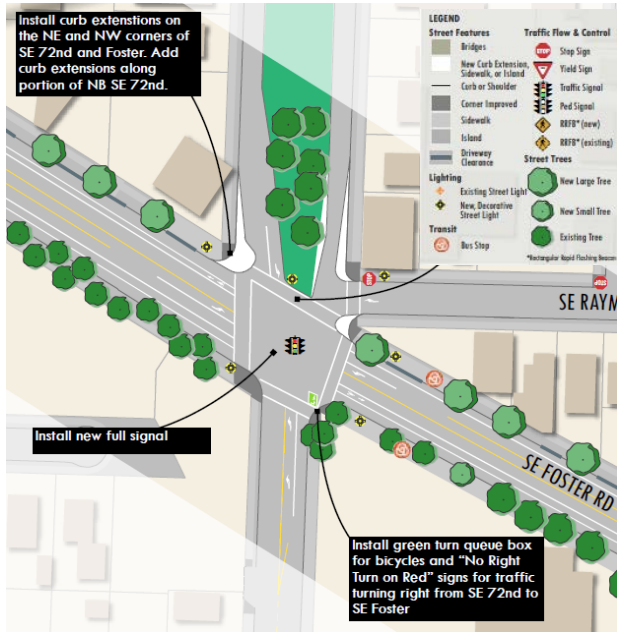 Install curb extenstions on
the NE and NW corners of
SE 72nd and Foster. Add
curb extensions along
portion of NB SE 72nd.
LEGEND
Street Features
Bridges
New Curb Extension,
Sidewalk, or Island
Curb or Shoulder
Corner Improved
Sidewalk
Island
Driveway
Clearance
Lighting
Existing Street Light
New, Decorative
Street Light
Transit
Bus Stop
Traffic Flow & Control
STOP
Stop Sign
Yield Sign
Traffic Signal
Ped Signal
RRFB* (new)
RRFB* (existing)
Street Trees
New Large Tree
New Small Tree
Existing Tree
*Rectangular Rapid Flashing Beacon
STOP
STOP
SE RAYM
Install new full signal
SE FOSTER RD
Install green turn queue box
for bicycles and “No Right
Turn on Red” signs for traffic
turning right from SE 72nd to
SE Foster